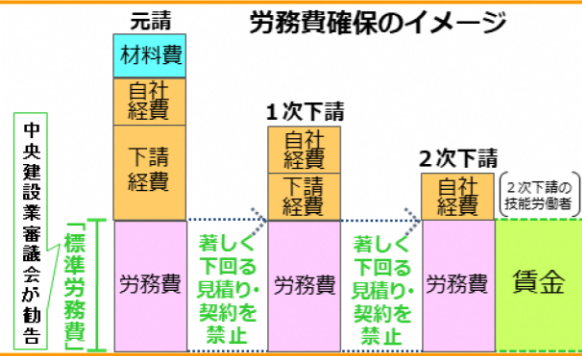 労務費確保のイメージ
元請
材料費
自社
経費
下請
経費
労務費
1次下請
自社
経費
下請
経費
労務費
2次下請
自社
経費
労務費
2次下請の
技能労働者
賃金
中央建設業審議会が勧告
「標準労務費」
著しく
下回る
見積り・
契約を
禁止
著しく
下回る
見積り・
契約を
禁止